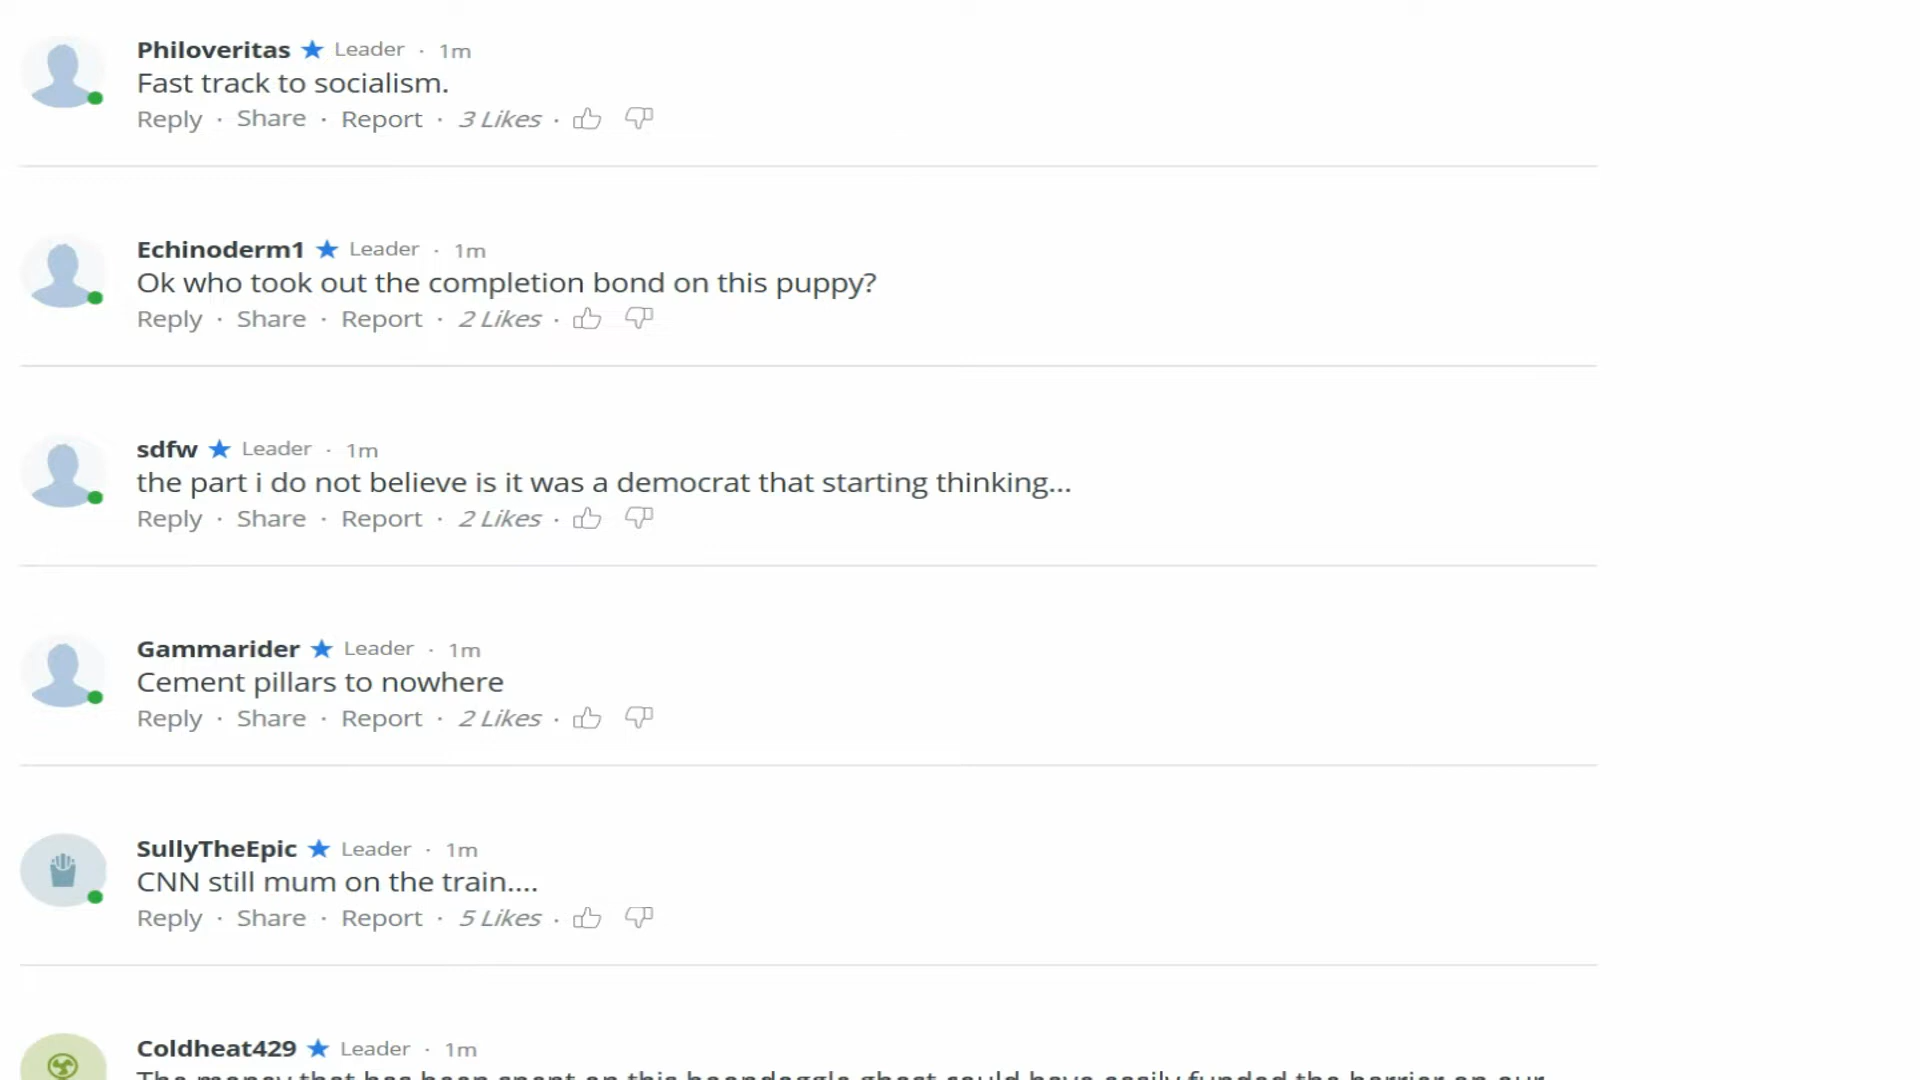 Philoveritas ★ Leader · 1m
Fast track to socialism.
Reply · Share · Report · 3 Likes ·
Echinoderm1 ★ Leader · 1m
Ok who took out the completion bond on this puppy?
Reply · Share · Report · 2 Likes ·
sdfw ★ Leader · 1m
the part i do not believe is it was a democrat that starting thinking...
Reply · Share · Report · 2 Likes ·
Gammarider ★ Leader · 1m
Cement pillars to nowhere
Reply · Share · Report · 2 Likes ·
SullyTheEpic ★ Leader · 1m
CNN still mum on the train....
Reply · Share · Report · 5 Likes ·
Coldheat429 ★ Leader · 1m
The money that has been spent on this boondoggle ghost could have easily funded the barrier on our